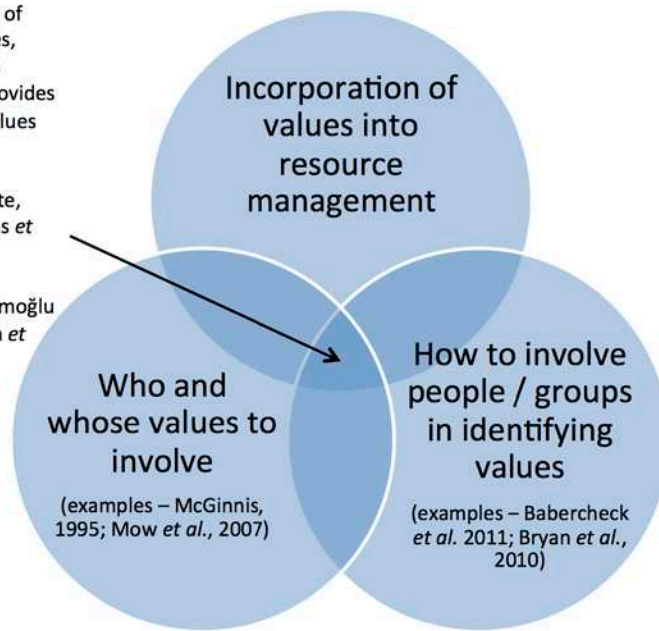 of
es,
ovides
lues
te,
s et
moğlu
n et
Incorporation of
values into
resource
management
Who and
whose values to
involve
(examples – McGinnis,
1995; Mow et al., 2007)
How to involve
people / groups
in identifying
values
(examples – Babercheck
et al. 2011; Bryan et al.,
2010)